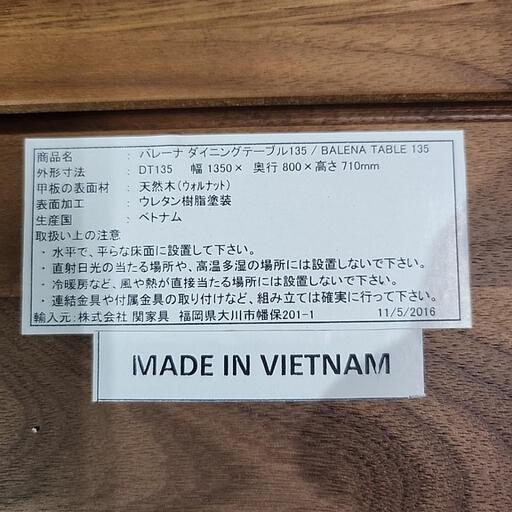 商品名 : バレーナ ダイニングテーブル135 / BALENA TABLE 135
外形寸法 : DT135 幅 1350× 奥行 800×高さ 710mm
甲板の表面材 : 天然木(ウォルナット)
表面加工 : ウレタン樹脂塗装
生産国 : ベトナム
取扱い上の注意
・水平で、平らな床面に設置して下さい。
・直射日光の当たる場所や、高温多湿の場所には設置しないで下さい。
・冷暖房など、風や熱が直接当たる場所には設置しないで下さい。
・連結金具や付属金具の取り付けなど、組み立ては確実に行って下さい。
輸入元:株式会社 関家具 福岡県大川市幡保201-1 11/5/2016
MADE IN VIETNAM